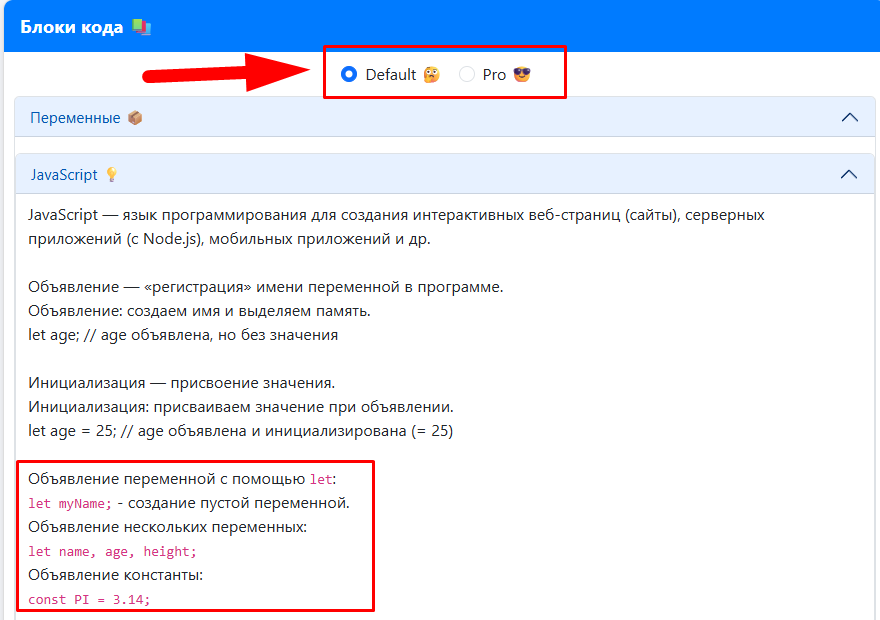 Блоки кода
Default Pro
Переменные
JavaScript
JavaScript — язык программирования для создания интерактивных веб-страниц (сайты), серверных
приложений (с Node.js), мобильных приложений и др.
Объявление — «регистрация» имени переменной в программе.
Объявление: создаем имя и выделяем память.
let age; // age объявлена, но без значения
Инициализация — присвоение значения.
Инициализация: присваиваем значение при объявлении.
let age = 25; // age объявлена и инициализирована (= 25)
Объявление переменной с помощью let:
let myName; - создание пустой переменной.
Объявление нескольких переменных:
let name, age, height;
Объявление константы:
const PI = 3.14;